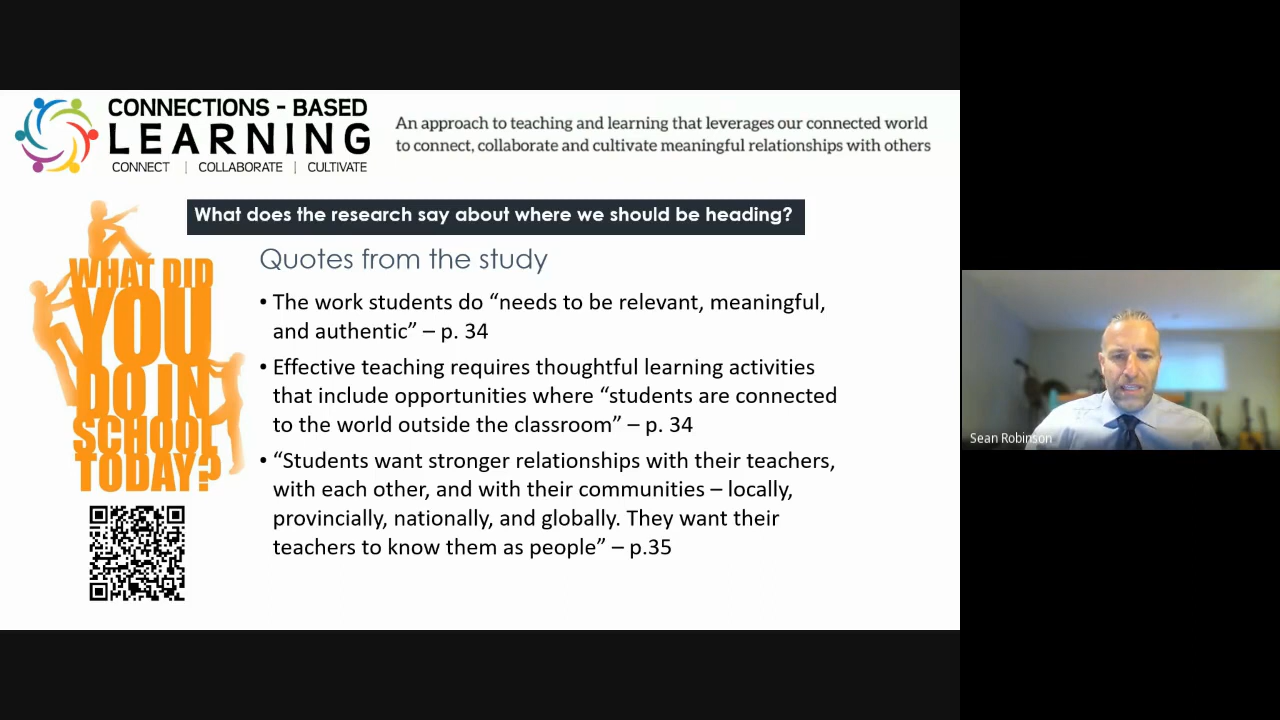 CONNECTIONS - BASED
LEARNING
CONNECT | COLLABORATE | CULTIVATE
An approach to teaching and learning that leverages our connected world
to connect, collaborate and cultivate meaningful relationships with others
What does the research say about where we should be heading?
WHAT DID
YOU
DO IN
SCHOOL
TODAY?
Quotes from the study
• The work students do “needs to be relevant, meaningful,
and authentic” – p. 34
• Effective teaching requires thoughtful learning activities
that include opportunities where “students are connected
to the world outside the classroom” – p. 34
• “Students want stronger relationships with their teachers,
with each other, and with their communities – locally,
provincially, nationally, and globally. They want their
teachers to know them as people” – p.35
Sean Robinson